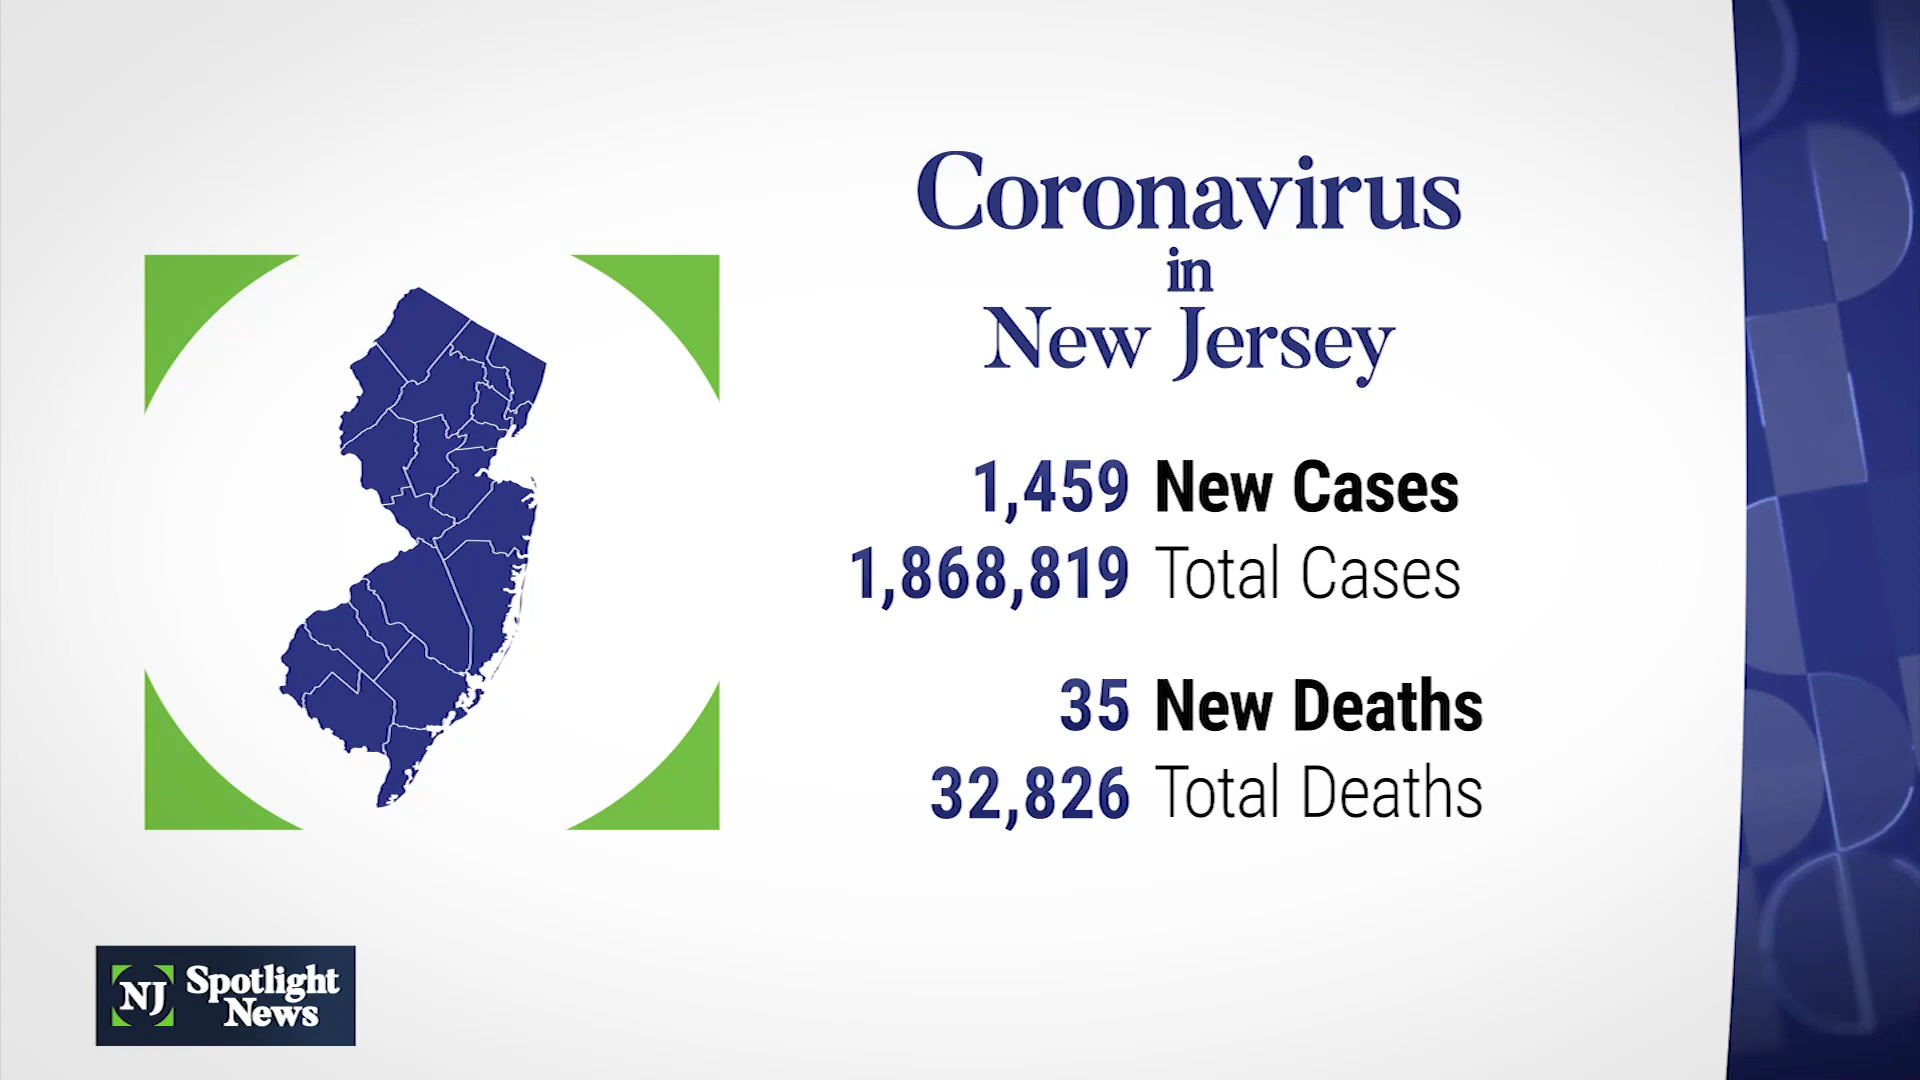 Coronavirus
in
New Jersey
1,459 New Cases
1,868,819 Total Cases
35 New Deaths
32,826 Total Deaths
NJ Spotlight
News